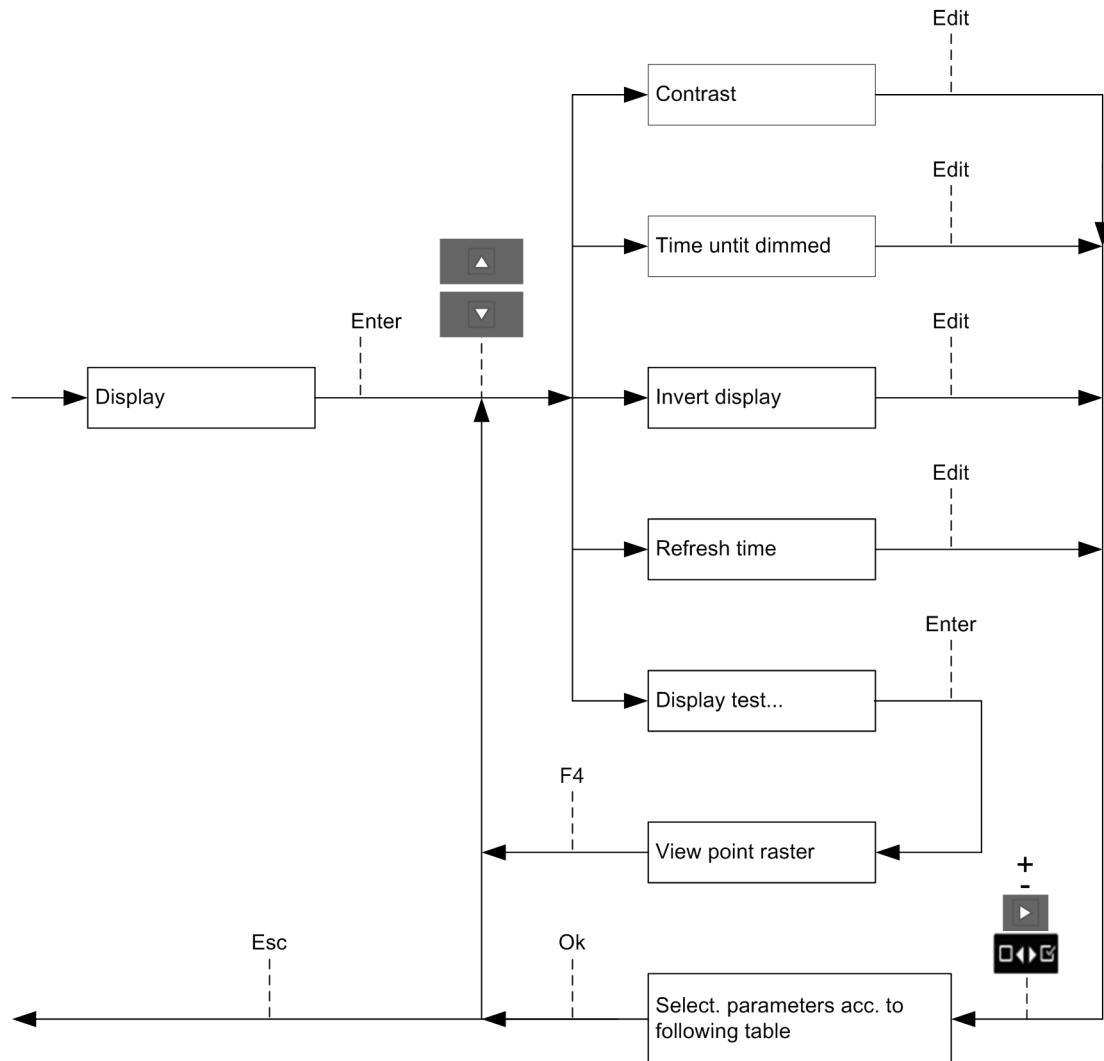 Edit
Contrast
Edit
Time untit dimmed
Enter
Edit
Display
Invert display
Edit
Refresh time
Enter
Display test...
F4
View point raster
+
-
Esc
Ok
Select. parameters acc. to
following table